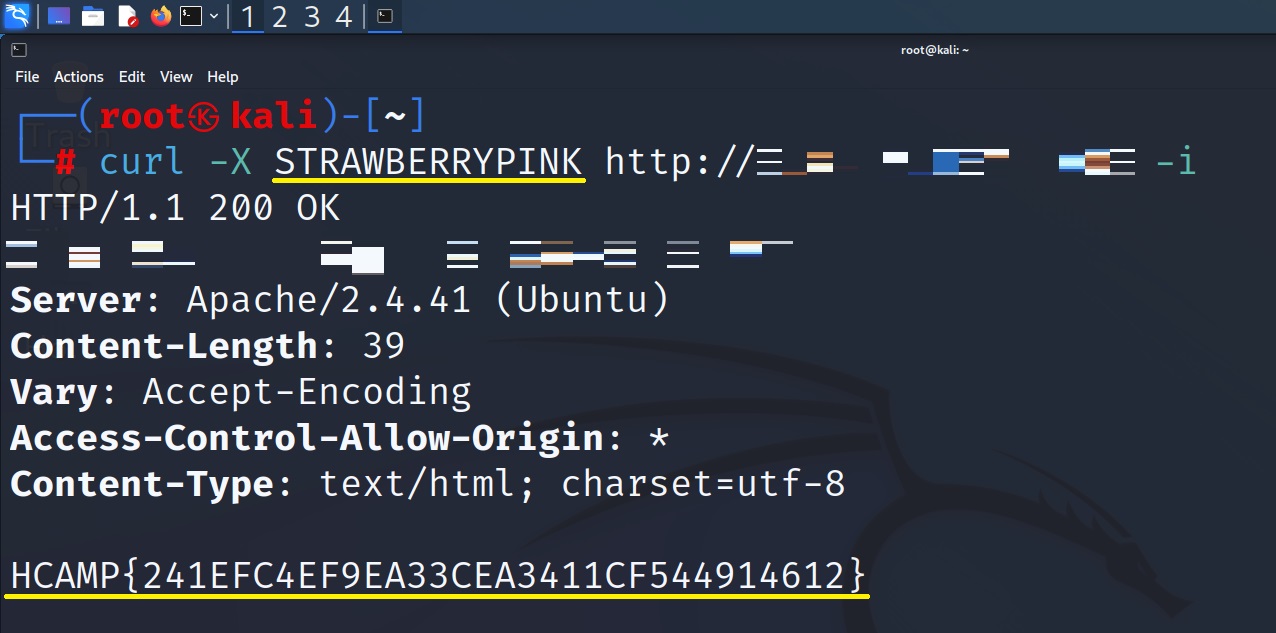 1 2 3 4
root@kali: ~
File Actions Edit View Help
Trash
┌──(root㉿kali)-[~]
└─# curl -X STRAWBERRYPINK http:// -i
HTTP/1.1 200 OK
Server: Apache/2.4.41 (Ubuntu)
Content-Length: 39
Vary: Accept-Encoding
Access-Control-Allow-Origin: *
Content-Type: text/html; charset=utf-8
HCAMP{241EFC4EF9EA33CEA3411CF544914612}